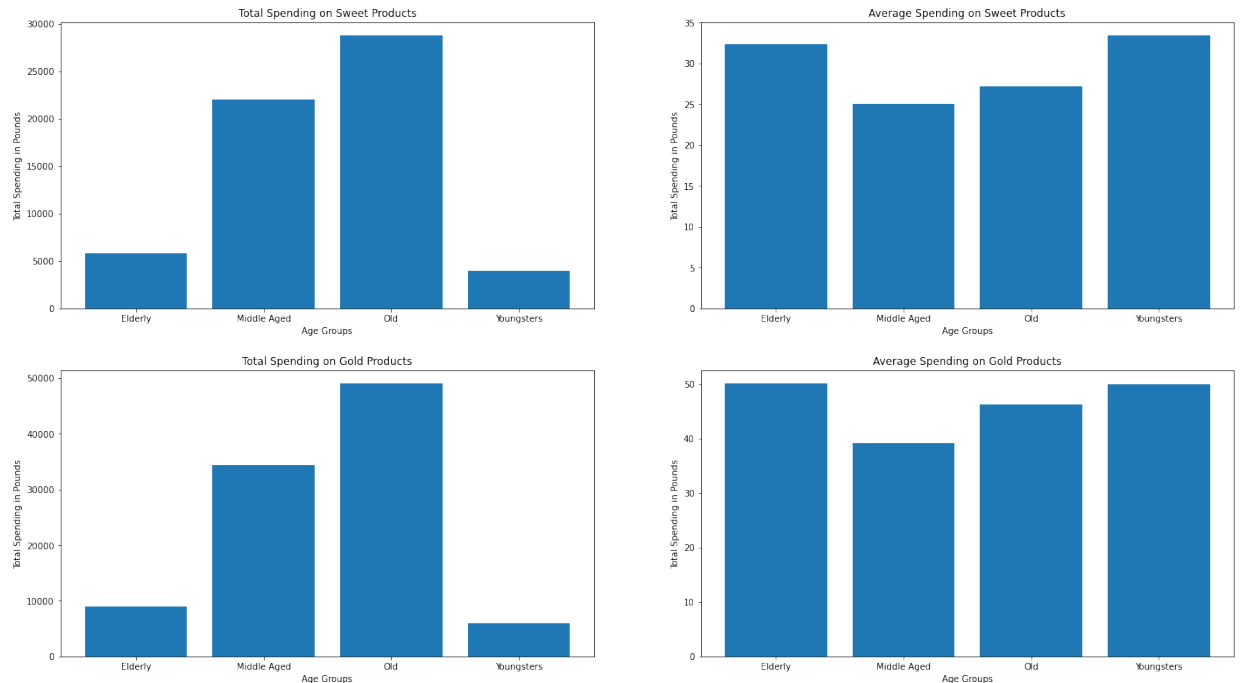 Total Spending on Sweet Products
30000
25000
20000
15000
10000
5000
0
Total Spending in Pounds
Elderly Middle Aged Old Youngsters
Age Groups
Average Spending on Sweet Products
35
30
25
20
15
10
5
0
Total Spending in Pounds
Elderly Middle Aged Old Youngsters
Age Groups
Total Spending on Gold Products
50000
40000
30000
20000
10000
0
Total Spending in Pounds
Elderly Middle Aged Old Youngsters
Age Groups
Average Spending on Gold Products
50
40
30
20
10
0
Total Spending in Pounds
Elderly Middle Aged Old Youngsters
Age Groups